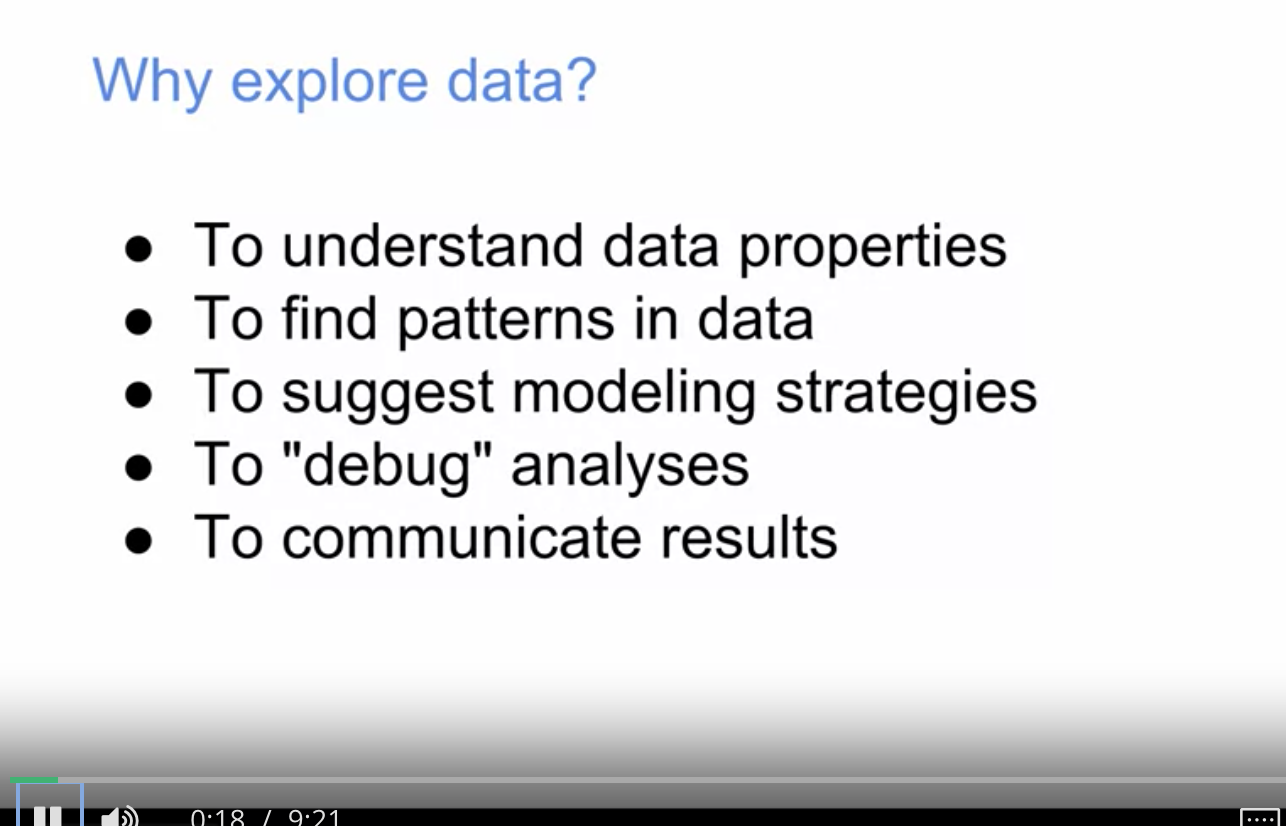 Why explore data?
● To understand data properties
● To find patterns in data
● To suggest modeling strategies
● To "debug" analyses
● To communicate results
0:18 / 9:21